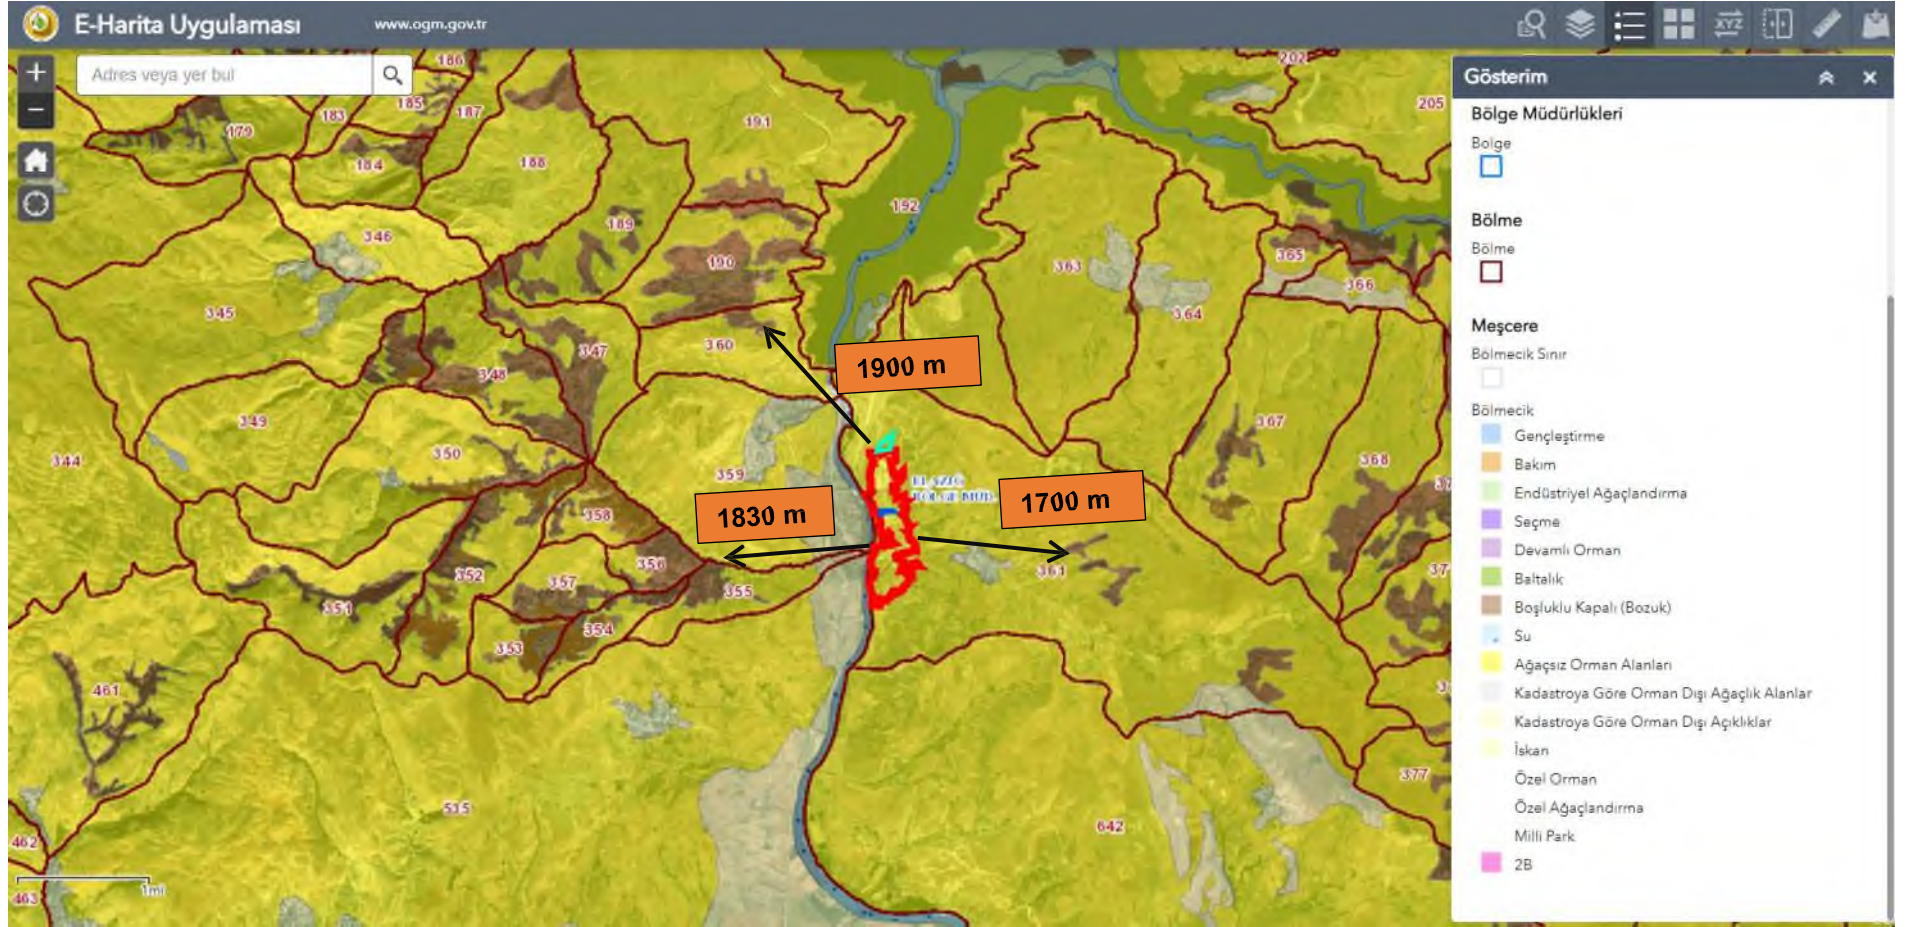 E-Harita Uygulaması
www.ogm.gov.tr
Adres veya yer bul
Gösterim
Bölge Müdürlükleri
Bolge
Bölme
Bölme
Meşcere
Bölmecik Sınır
Bölmecik
Gençleştirme
Bakım
Endüstriyel Ağaçlandırma
Seçme
Devamlı Orman
Baltalık
Boşluklu Kapalı (Bozuk)
Su
Ağaçsız Orman Alanları
Kadastroya Göre Orman Dışı Ağaçlık Alanlar
Kadastroya Göre Orman Dışı Açıklıklar
İskan
Özel Orman
Özel Ağaçlandırma
Milli Park
2B
186
202
185
187
183
205
179
191
184
188
192
189
346
190
363
365
366
345
364
360
347
348
1900 m
349
367
350
344
359
368
ELAZIĞ
BÖLGE MÜD.
1830 m
1700 m
358
356
361
352
357
355
351
354
353
461
377
515
642
462
1mi
463